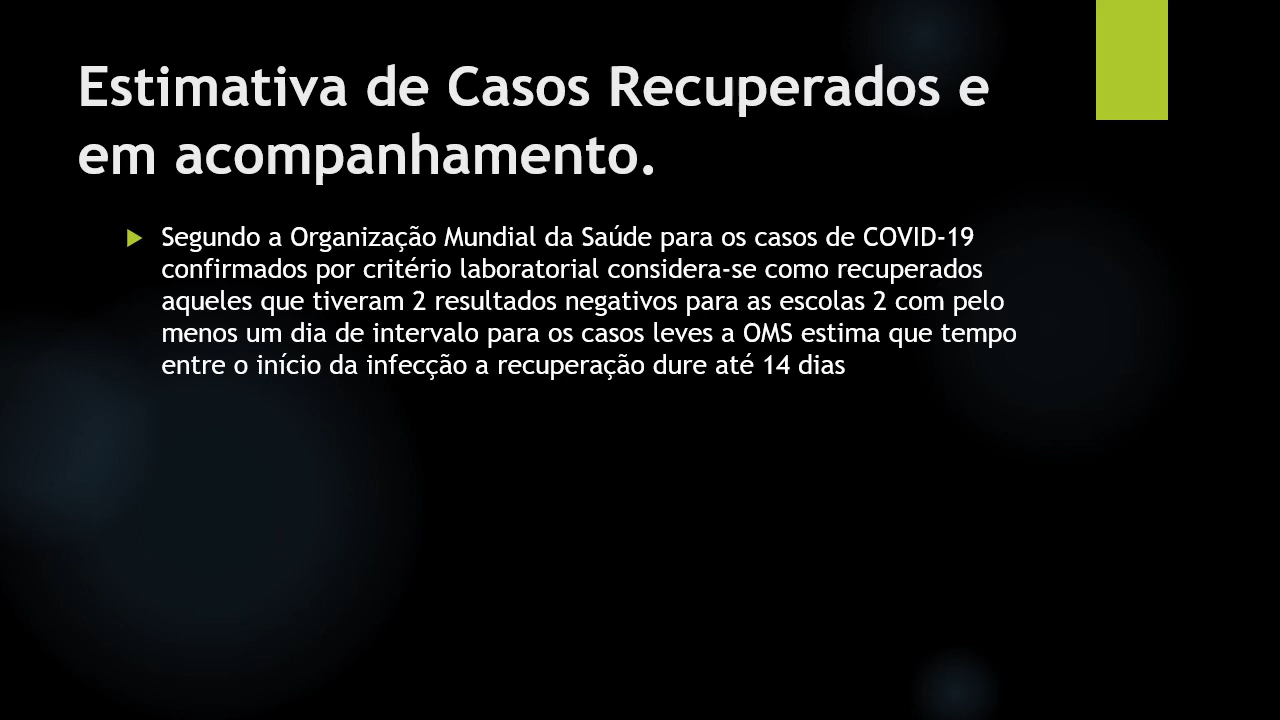 Estimativa de Casos Recuperados e
em acompanhamento.
Segundo a Organização Mundial da Saúde para os casos de COVID-19
confirmados por critério laboratorial considera-se como recuperados
aqueles que tiveram 2 resultados negativos para as escolas 2 com pelo
menos um dia de intervalo para os casos leves a OMS estima que tempo
entre o início da infecção a recuperação dure até 14 dias